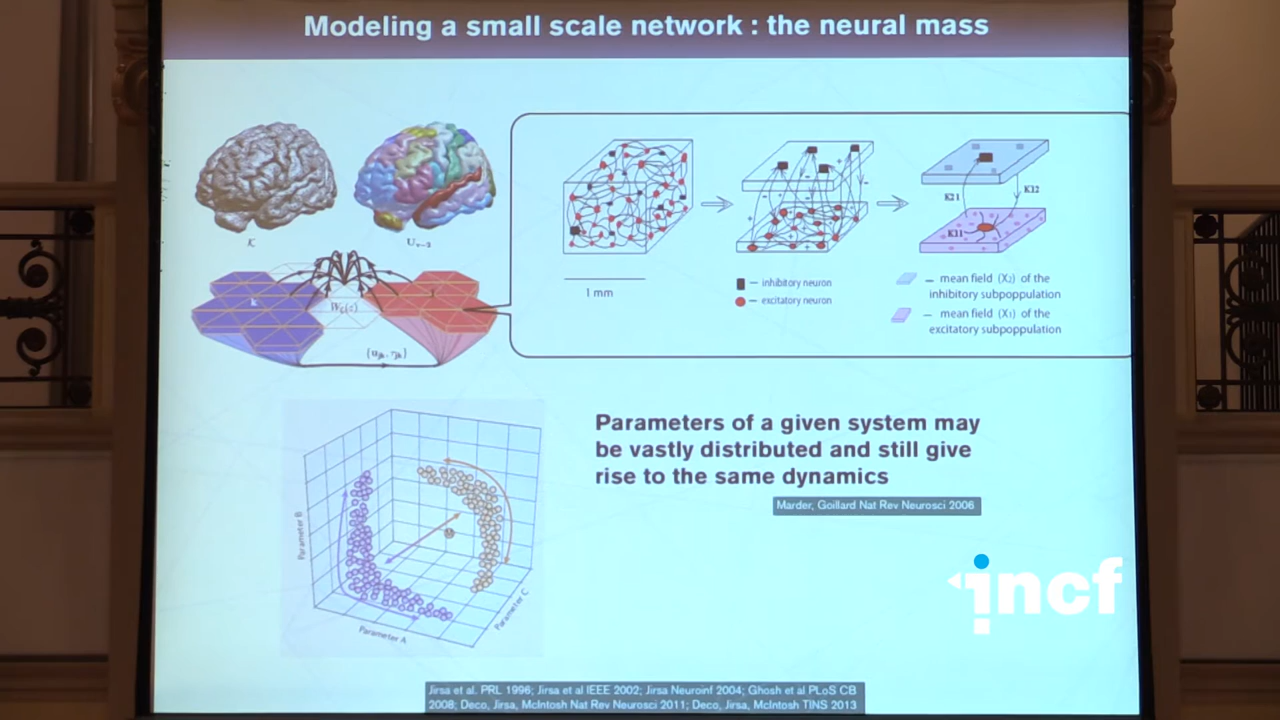 Modeling a small scale network : the neural mass
K
1 mm
inhibitory neuron
excitatory neuron
K21
K12
K11
mean field (X₂) of the
inhibitory subpoppulation
mean field (X₁) of the
excitatory subpoppulation
Parameter B
Parameter A
Parameter C
Parameters of a given system may
be vastly distributed and still give
rise to the same dynamics
Marder, Goillard Nat Rev Neurosci 2006
incf
Jirsa et al. PRL 1996; Jirsa et al IEEE 2002; Jirsa Neuroinf 2004; Ghosh et al PLoS CB
2008; Deco, Jirsa, McIntosh Nat Rev Neurosci 2011; Deco, Jirsa, McIntosh TINS 2013